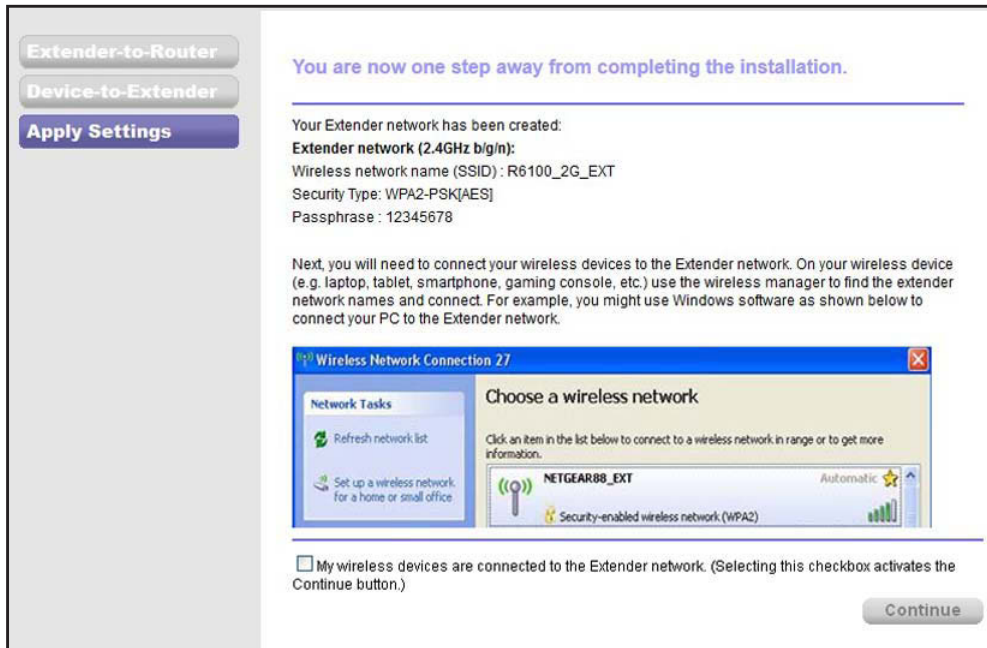 Extender-to-Router
Device-to-Extender
Apply Settings
You are now one step away from completing the installation.
Your Extender network has been created:
Extender network (2.4GHz b/g/n):
Wireless network name (SSID) : R6100_2G_EXT
Security Type: WPA2-PSK[AES]
Passphrase : 12345678
Next, you will need to connect your wireless devices to the Extender network. On your wireless device
(e.g. laptop, tablet, smartphone, gaming console, etc.) use the wireless manager to find the extender
network names and connect. For example, you might use Windows software as shown below to
connect your PC to the Extender network.
Wireless Network Connection 27
Network Tasks
Refresh network list
Set up a wireless network
for a home or small office
Choose a wireless network
Click an item in the list below to connect to a wireless network in range or to get more
information.
NETGEAR88_EXT
Automatic
Security-enabled wireless network (WPA2)
My wireless devices are connected to the Extender network. (Selecting this checkbox activates the
Continue button.)
Continue